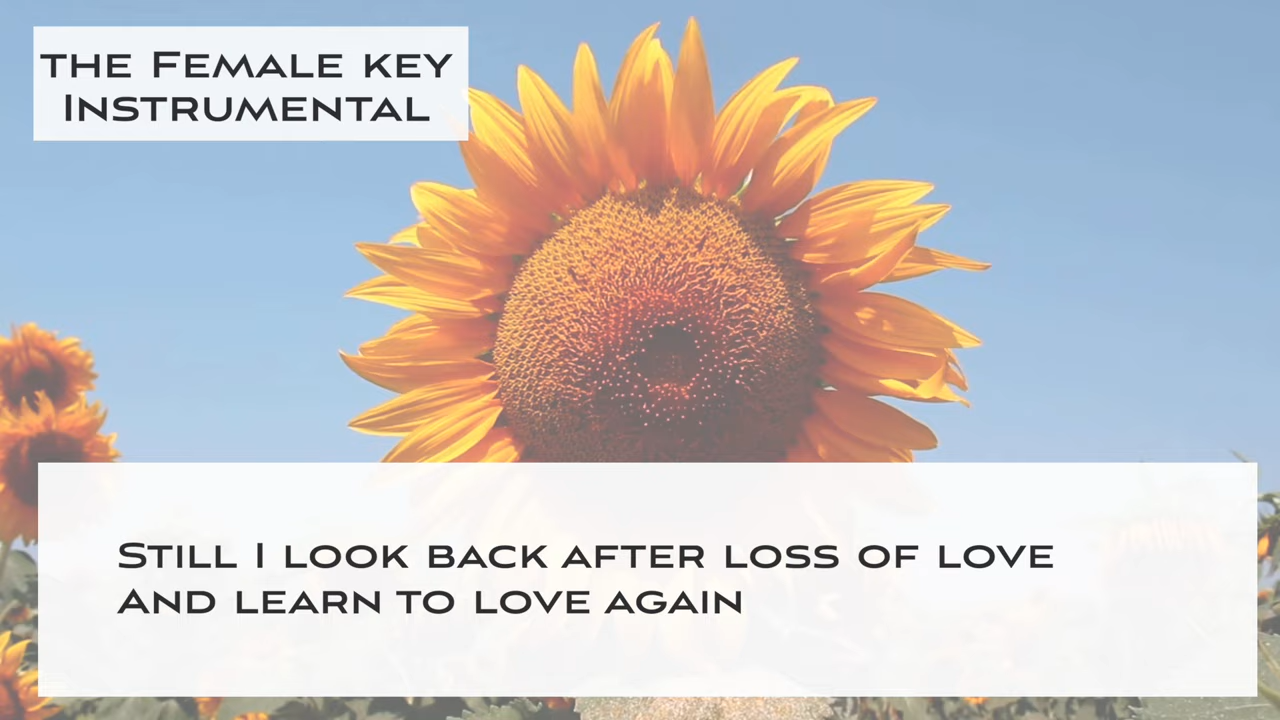 the Female key
Instrumental
Still I look back after loss of love
and learn to love again